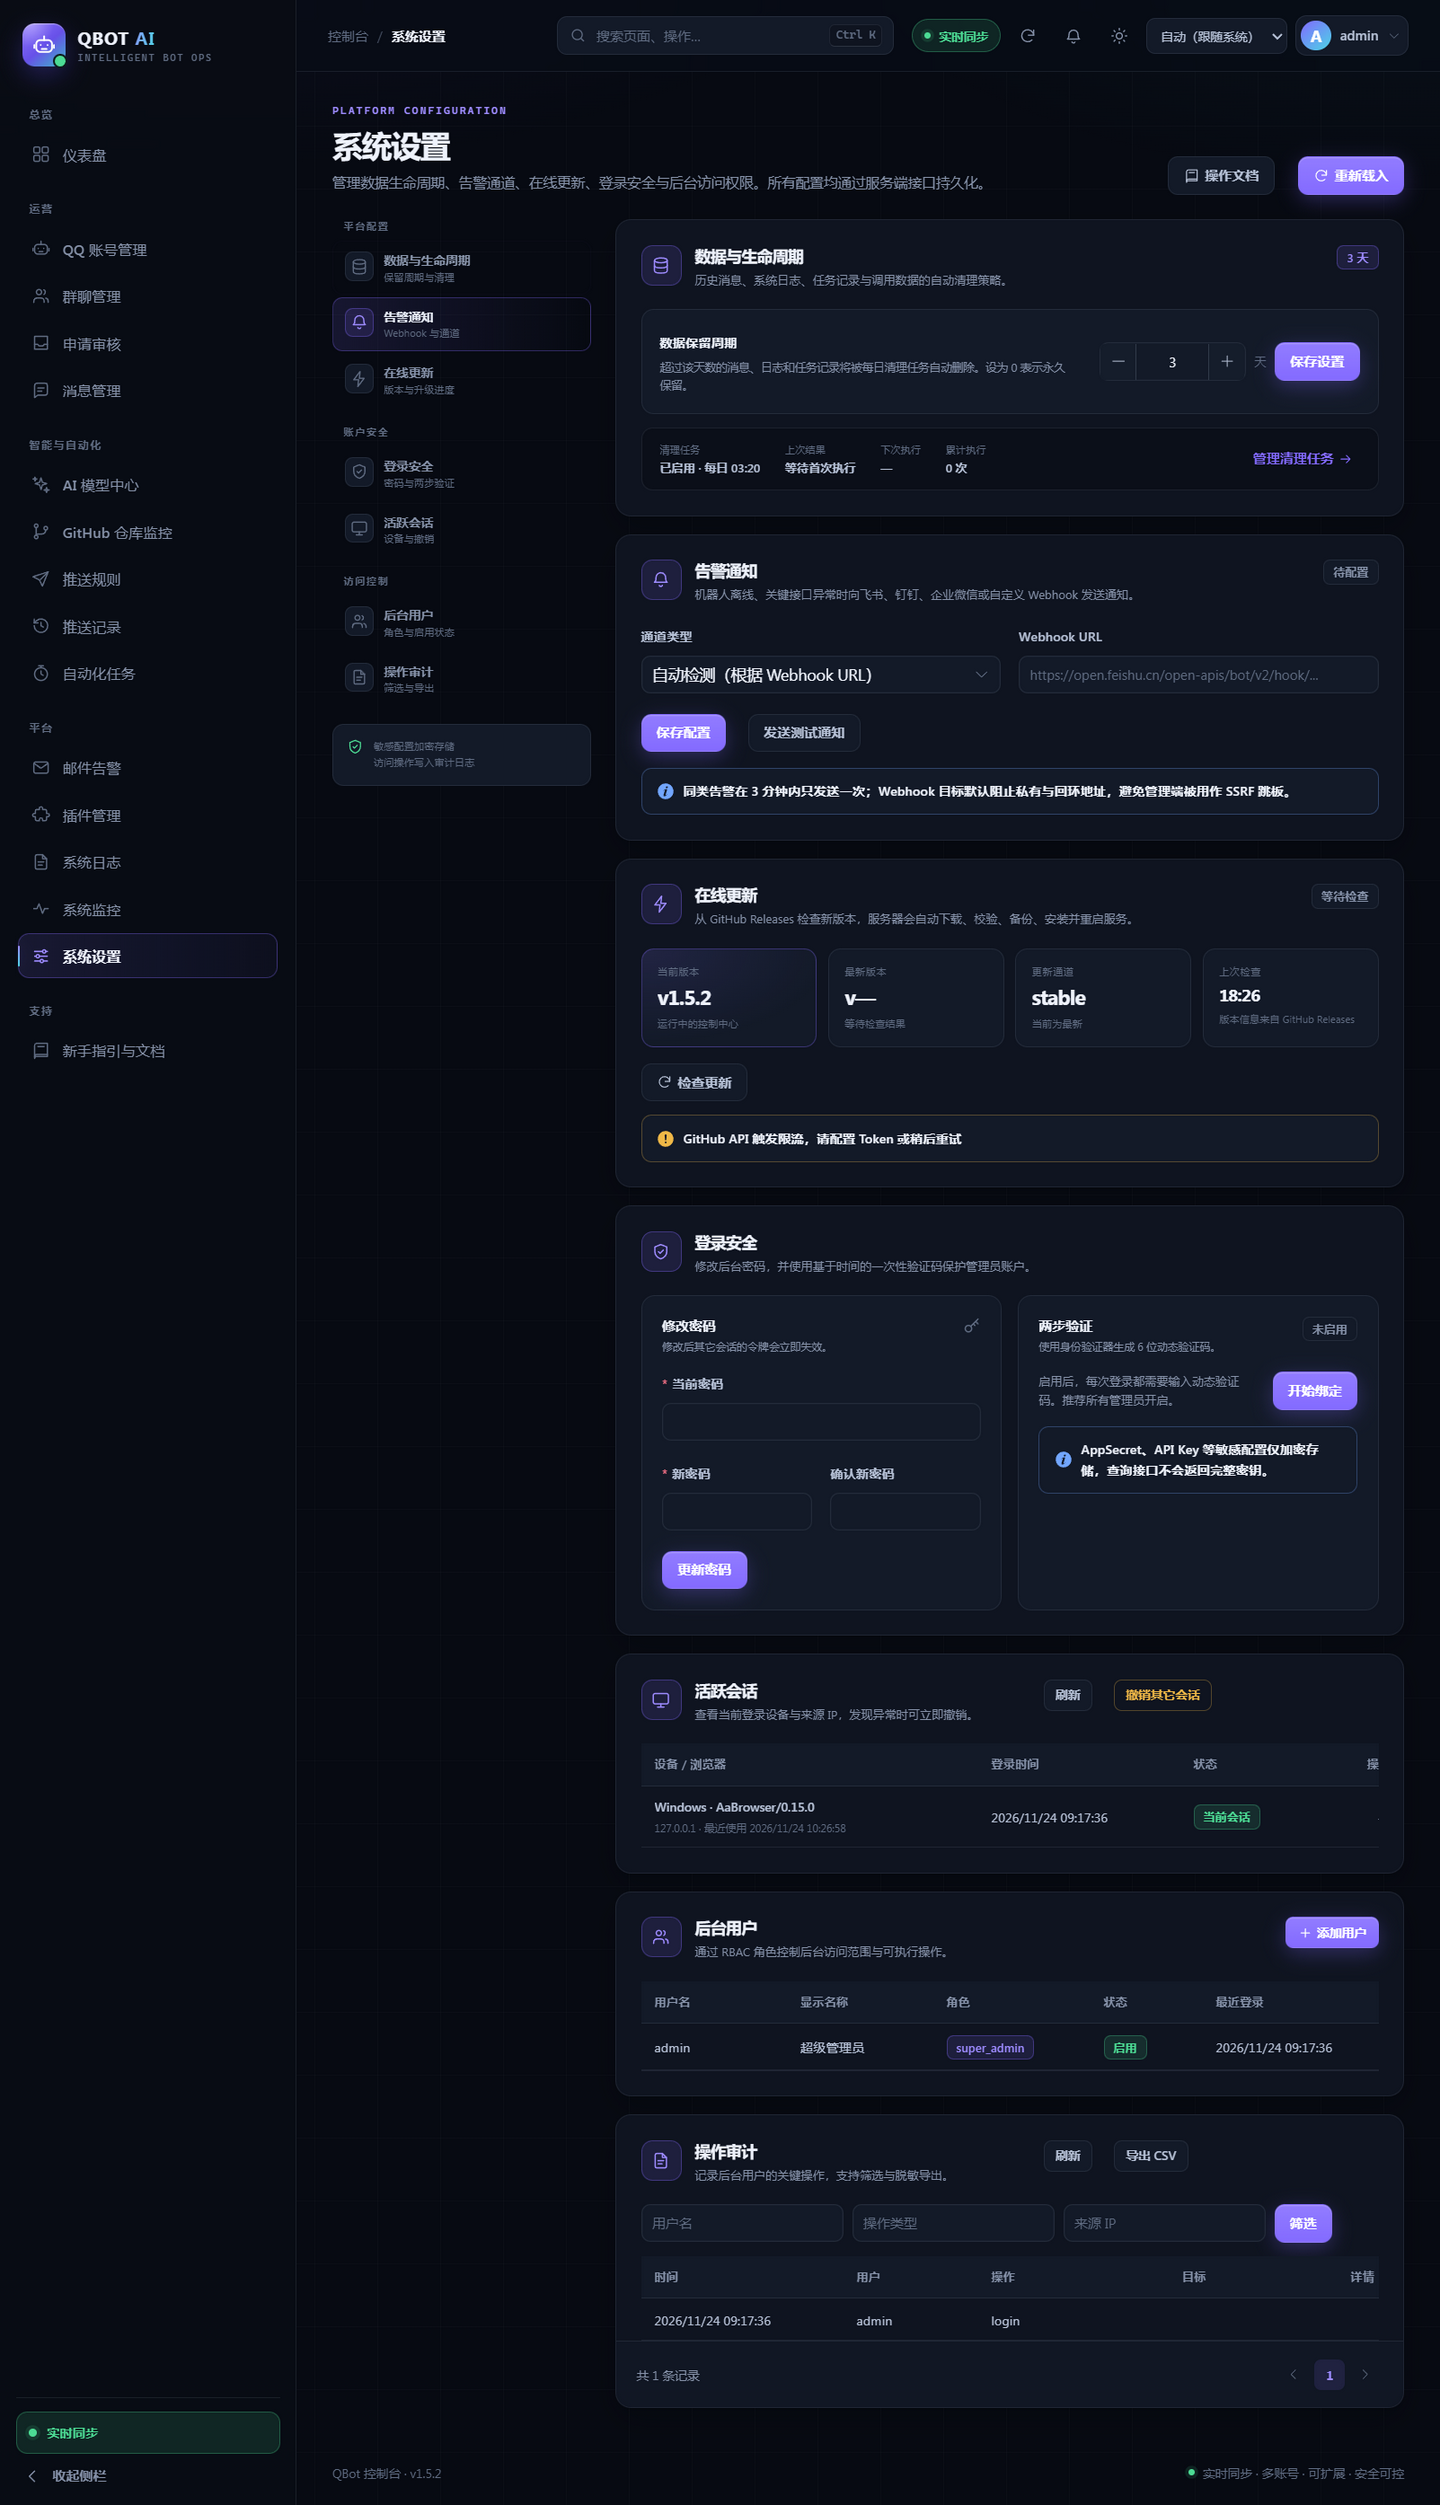 QBOT AI
INTELLIGENT BOT OPS
总览
仪表盘
运营
QQ 账号管理
群聊管理
申请审核
消息管理
智能与自动化
AI 模型中心
GitHub 仓库监控
推送规则
推送记录
自动化任务
平台
邮件告警
插件管理
系统日志
系统监控
系统设置
支持
新手指引与文档
实时同步
收起侧栏
控制台 / 系统设置
搜索页面、操作...
Ctrl K
实时同步
自动（跟随系统）
A admin
PLATFORM CONFIGURATION
系统设置
管理数据生命周期、告警通道、在线更新、登录安全与后台访问权限。所有配置均通过服务端接口持久化。
操作文档
重新载入
平台配置
数据与生命周期
保留周期与清理
告警通知
Webhook 与通道
在线更新
版本与升级进度
账户安全
登录安全
密码与两步验证
活跃会话
设备与撤销
访问控制
后台用户
角色与启用状态
操作审计
筛选与导出
敏感配置加密存储
访问操作写入审计日志
数据与生命周期
历史消息、系统日志、任务记录与调用数据的自动清理策略。
3 天
数据保留周期
超过该天数的消息、日志和任务记录将被每日清理任务自动删除。设为 0 表示永久
保留。
3
天
保存设置
清理任务
已启用 · 每日 03:20
上次结果
等待首次执行
下次执行
—
累计执行
0 次
管理清理任务 →
告警通知
机器人离线、关键接口异常时向飞书、钉钉、企业微信或自定义 Webhook 发送通知。
待配置
通道类型
自动检测（根据 Webhook URL）
Webhook URL
https://open.feishu.cn/open-apis/bot/v2/hook/...
保存配置
发送测试通知
同类告警在 3 分钟内只发送一次；Webhook 目标默认阻止私有与回环地址，避免管理端被用作 SSRF 跳板。
在线更新
从 GitHub Releases 检查新版本，服务器会自动下载、校验、备份、安装并重启服务。
等待检查
当前版本
v1.5.2
运行中的控制中心
最新版本
v—
等待检查结果
更新通道
stable
当前为最新
上次检查
18:26
版本信息来自 GitHub Releases
检查更新
GitHub API 触发限流，请配置 Token 或稍后重试
登录安全
修改后台密码，并使用基于时间的一次性验证码保护管理员账户。
修改密码
修改后其它会话的令牌会立即失效。
* 当前密码
* 新密码
确认新密码
更新密码
两步验证
使用身份验证器生成 6 位动态验证码。
未启用
启用后，每次登录都需要输入动态验证
码。推荐所有管理员开启。
开始绑定
AppSecret、API Key 等敏感配置仅加密存
储，查询接口不会返回完整密钥。
活跃会话
查看当前登录设备与来源 IP，发现异常时可立即撤销。
刷新
撤销其它会话
设备 / 浏览器
登录时间
状态
操
Windows · AaBrowser/0.15.0
127.0.0.1 · 最近使用 2026/11/24 10:26:58
2026/11/24 09:17:36
当前会话
后台用户
通过 RBAC 角色控制后台访问范围与可执行操作。
添加用户
用户名
显示名称
角色
状态
最近登录
admin
超级管理员
super_admin
启用
2026/11/24 09:17:36
操作审计
记录后台用户的关键操作，支持筛选与脱敏导出。
刷新
导出 CSV
用户名
操作类型
来源 IP
筛选
时间
用户
操作
目标
详情
2026/11/24 09:17:36
admin
login
共 1 条记录
1
QBot 控制台 · v1.5.2
实时同步 · 多账号 · 可扩展 · 安全可控